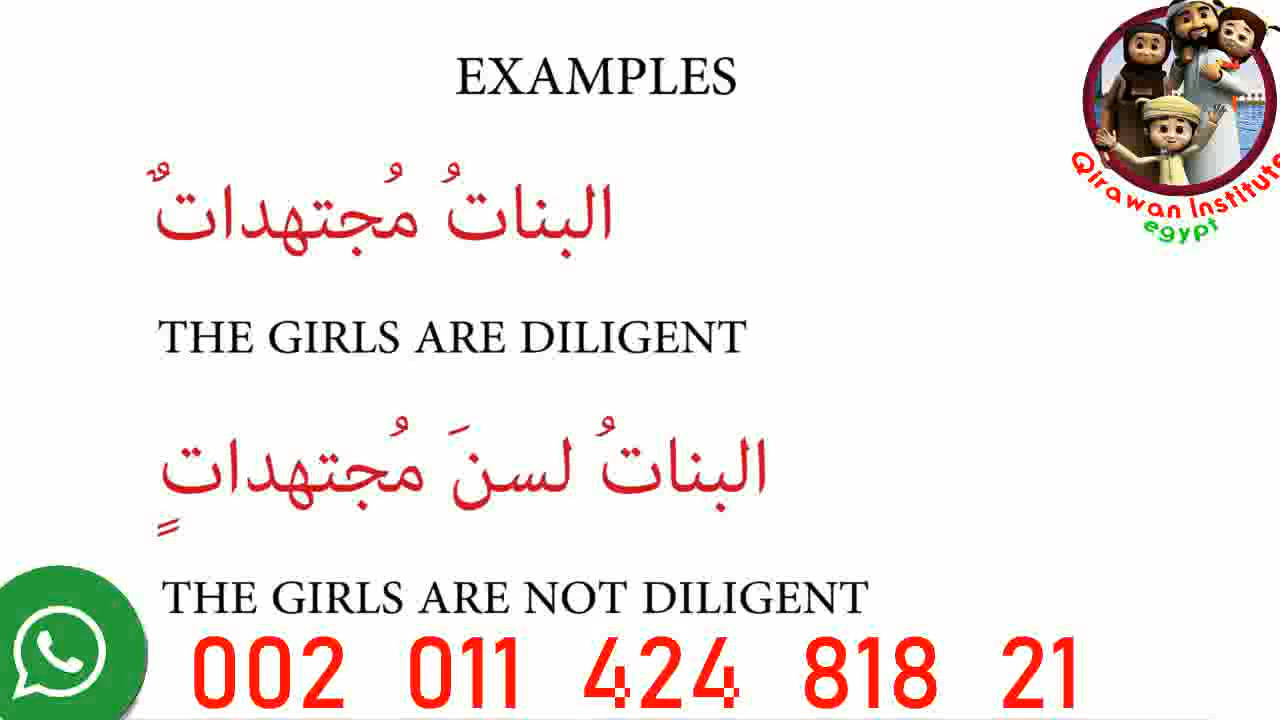 EXAMPLES
البناتُ مُجتهداتٌ
THE GIRLS ARE DILIGENT
البناتُ لسنَ مُجتهداتٍ
THE GIRLS ARE NOT DILIGENT
002 011 424 818 21
Qirawan Institute
egypt